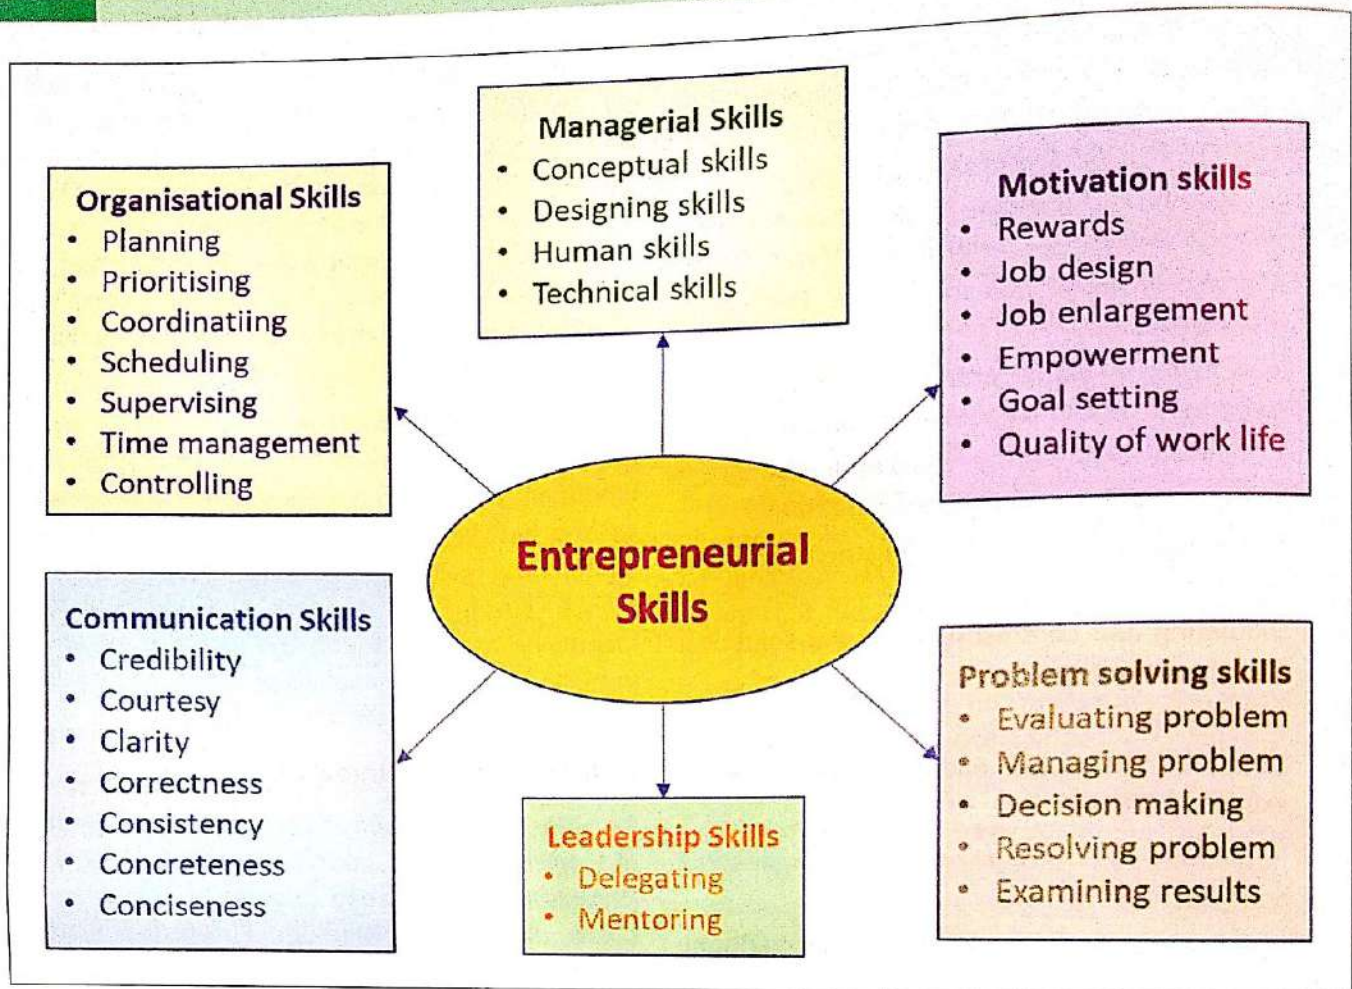 Managerial Skills
• Conceptual skills
• Designing skills
• Human skills
• Technical skills
Organisational Skills
• Planning
• Prioritising
• Coordinatiing
• Scheduling
• Supervising
• Time management
• Controlling
Motivation skills
• Rewards
• Job design
• Job enlargement
• Empowerment
• Goal setting
• Quality of work life
Entrepreneurial
Skills
Communication Skills
• Credibility
• Courtesy
• Clarity
• Correctness
• Consistency
• Concreteness
• Conciseness
Leadership Skills
• Delegating
• Mentoring
Problem solving skills
• Evaluating problem
• Managing problem
• Decision making
• Resolving problem
• Examining results